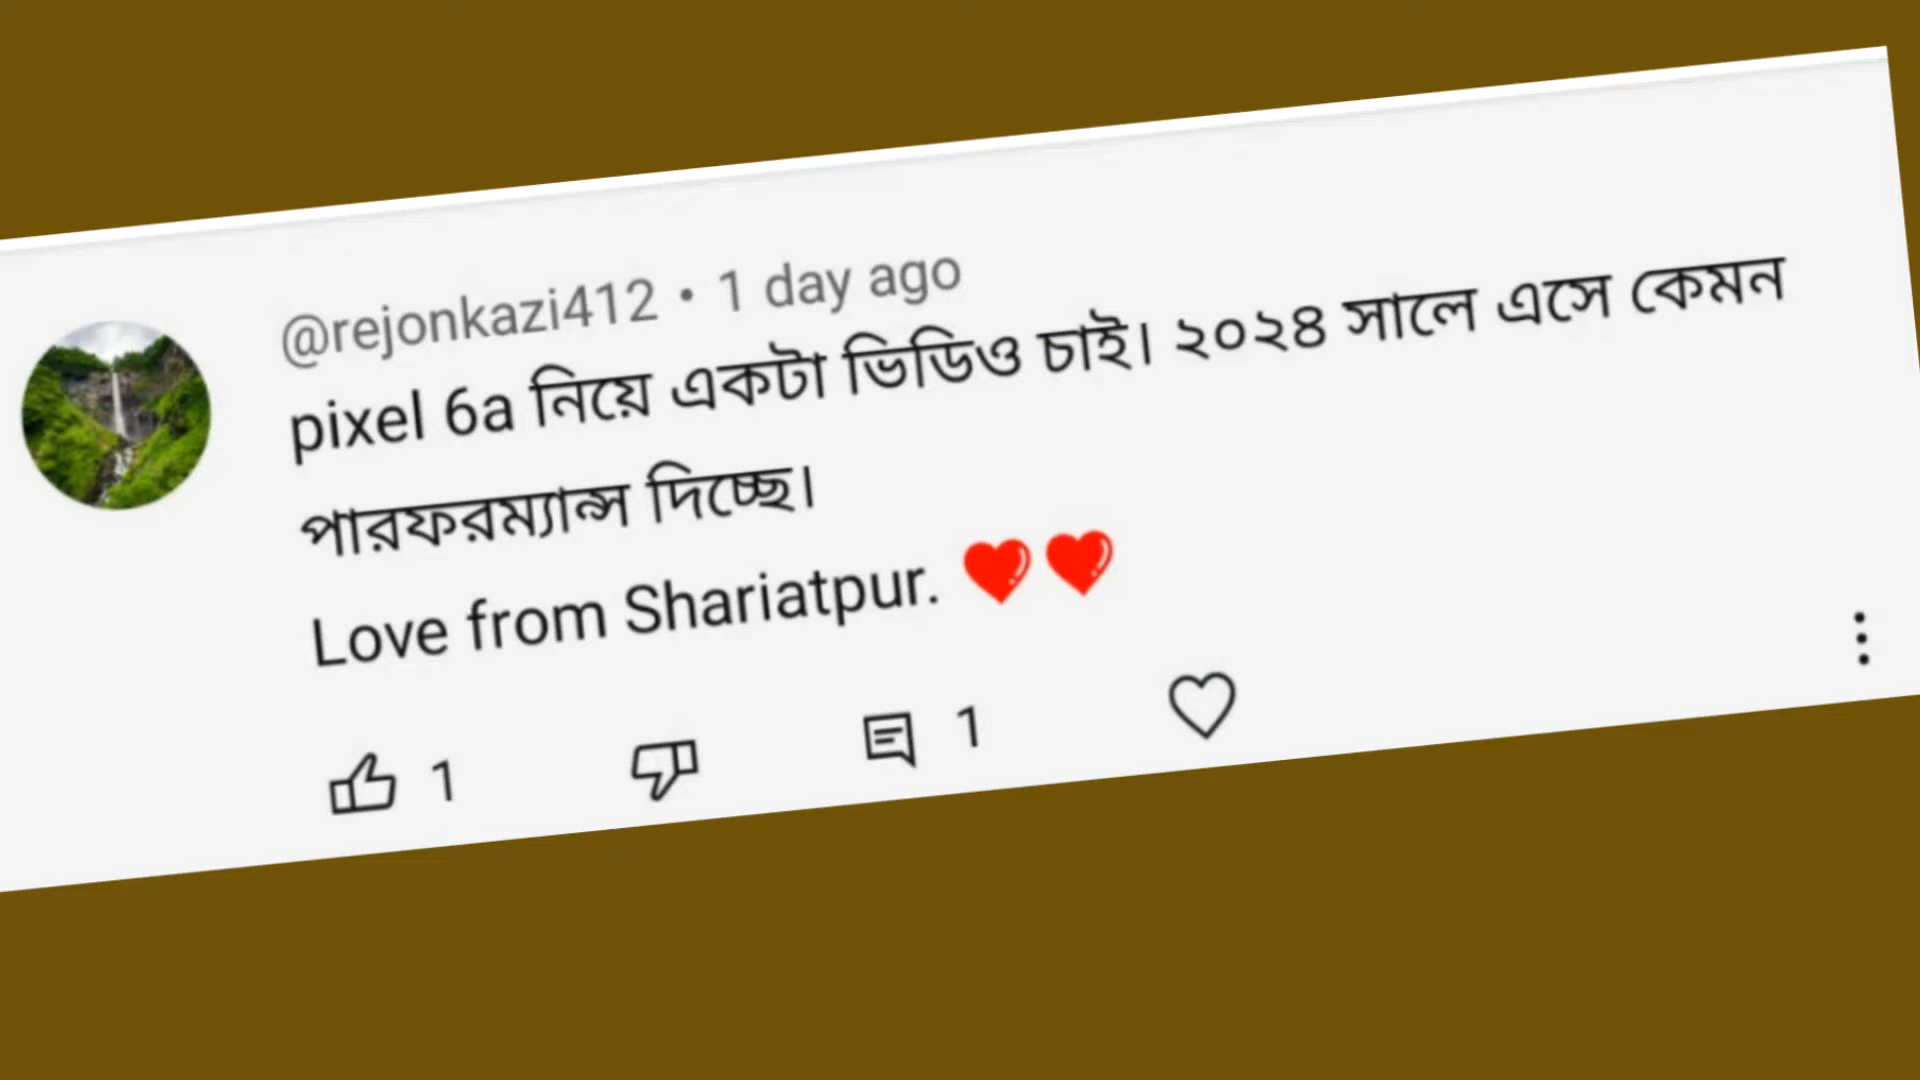 @rejonkazi412 • 1 day ago
pixel 6a নিয়ে একটা ভিডিও চাই। ২০২৪ সালে এসে কেমন
পারফরম্যান্স দিচ্ছে।
Love from Shariatpur. ❤️❤️
1 1